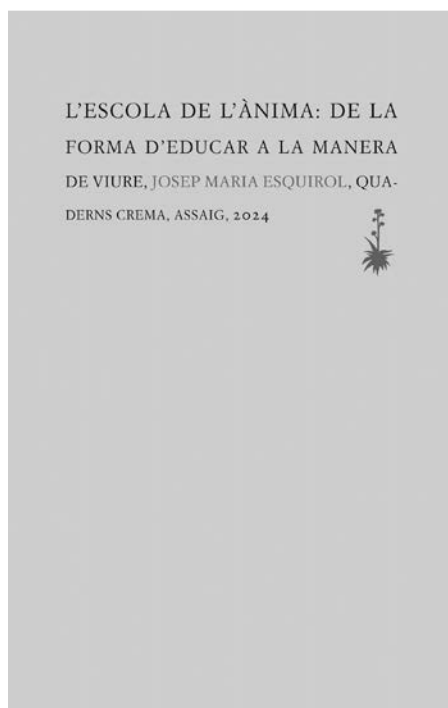 L’ESCOLA DE L’ÀNIMA: DE LA
FORMA D’EDUCAR A LA MANERA
DE VIURE, JOSEP MARIA ESQUIROL, QUA-
DERNS CREMA, ASSAIG, 2024